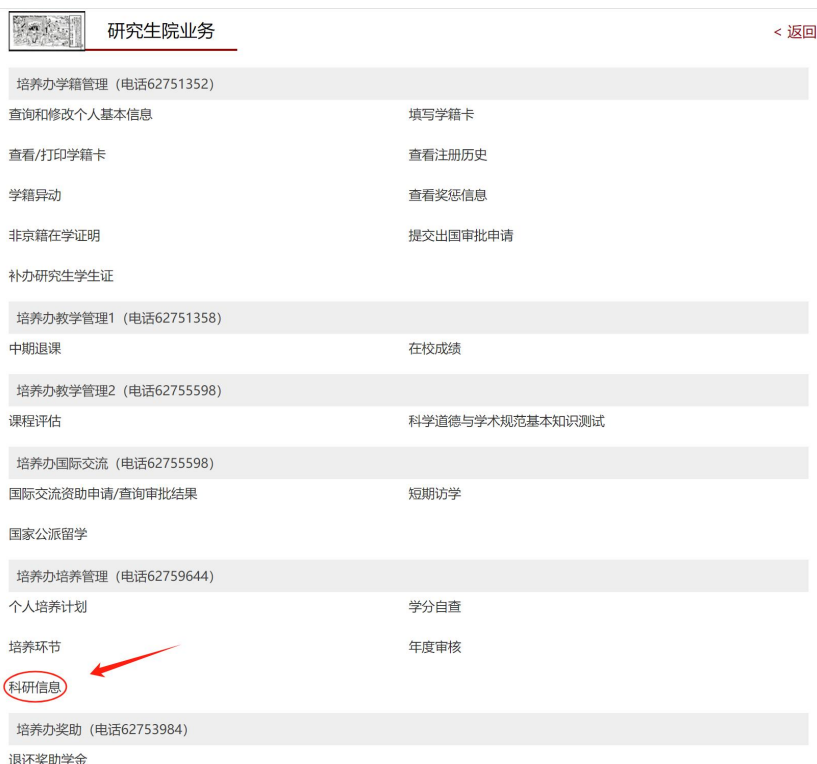 研究生院业务
< 返回
培养办学籍管理（电话62751352）
查询和修改个人基本信息 填写学籍卡
查看/打印学籍卡 查看注册历史
学籍异动 查看奖惩信息
非京籍在学证明 提交出国审批申请
补办研究生学生证
培养办教学管理1（电话62751358）
中期退课 在校成绩
培养办教学管理2（电话62755598）
课程评估 科学道德与学术规范基本知识测试
培养办国际交流（电话62755598）
国际交流资助申请/查询审批结果 短期访学
国家公派留学
培养办培养管理（电话62759644）
个人培养计划 学分自查
培养环节 年度审核
科研信息
培养办奖助（电话62753984）
退还奖助学金